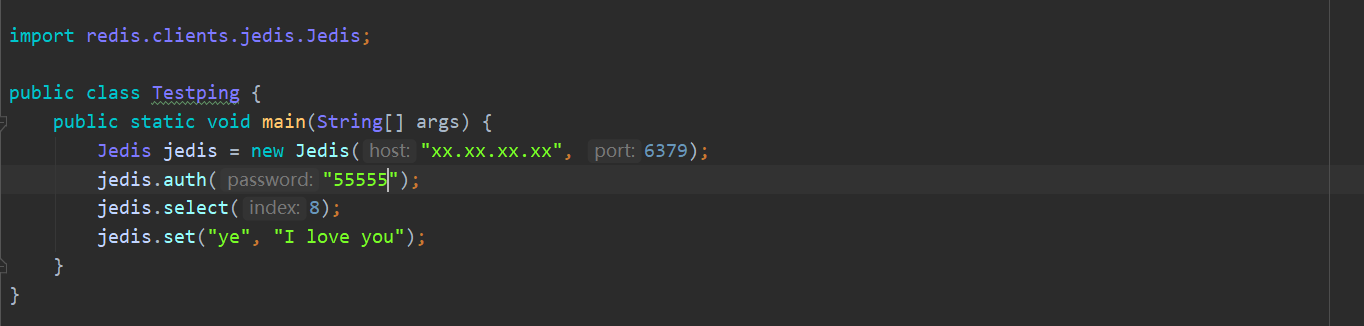 import redis.clients.jedis.Jedis;
public class Testping {
public static void main(String[] args) {
Jedis jedis = new Jedis( host: "xx.xx.xx.xx", port: 6379);
jedis.auth( password: "55555");
jedis.select( index: 8);
jedis.set("ye", "I love you");
}
}